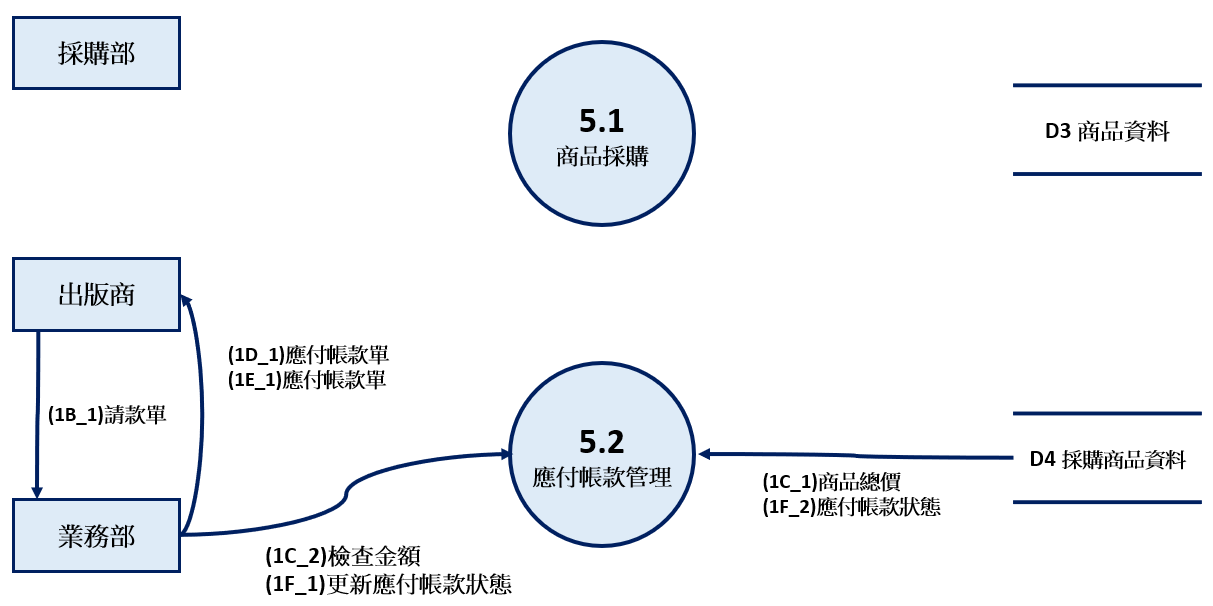 採購部
5.1
商品採購
D3 商品資料
出版商
(1D_1)應付帳款單
(1E_1)應付帳款單
(1B_1)請款單
5.2
應付帳款管理
D4 採購商品資料
(1C_1)商品總價
(1F_2)應付帳款狀態
業務部
(1C_2)檢查金額
(1F_1)更新應付帳款狀態